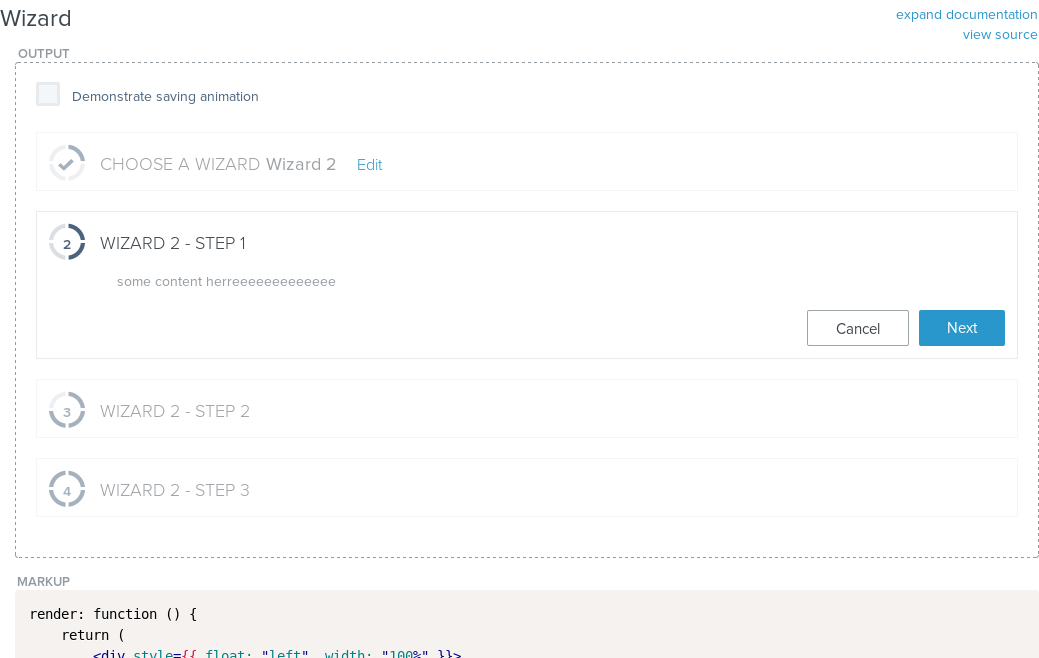 Wizard
expand documentation
view source
OUTPUT
Demonstrate saving animation
CHOOSE A WIZARD Wizard 2 Edit
2 WIZARD 2 - STEP 1
some content herreeeeeeeeeeeee
Cancel Next
3 WIZARD 2 - STEP 2
4 WIZARD 2 - STEP 3
MARKUP
render: function () {
return (
<div style={{ float: "left", width: "100%" }}>